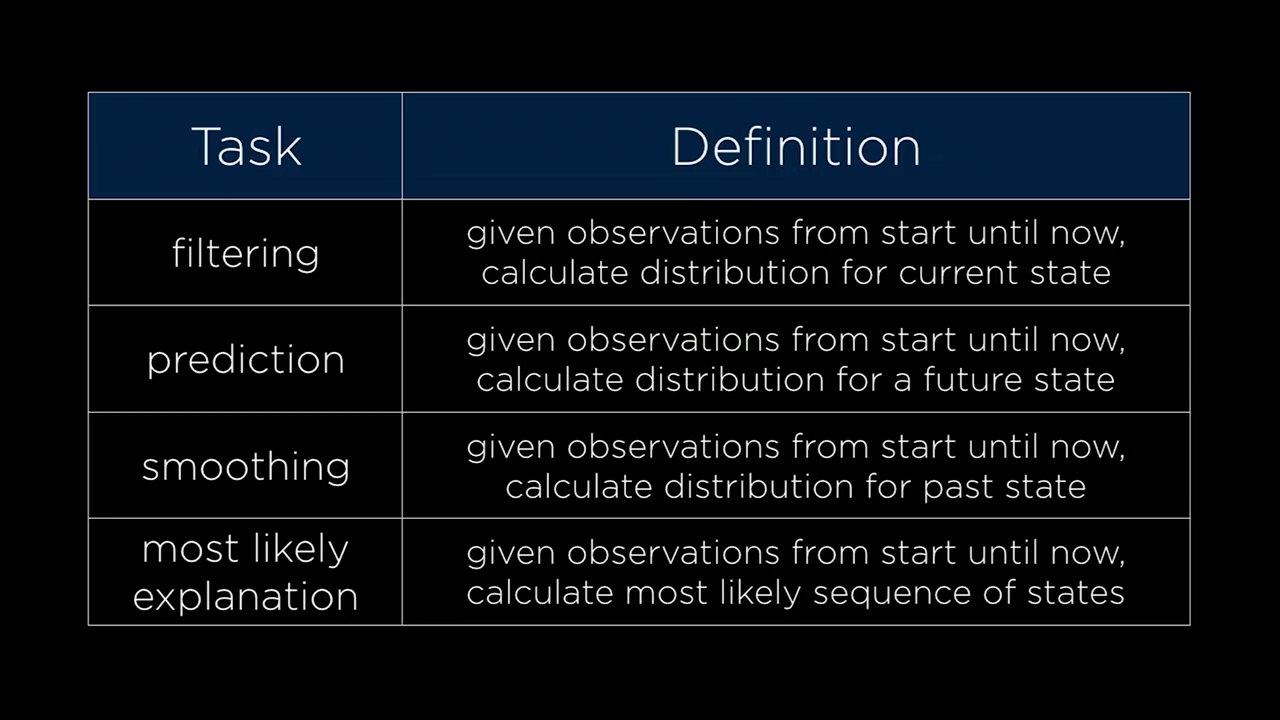 Task
Definition
filtering
given observations from start until now,
calculate distribution for current state
prediction
given observations from start until now,
calculate distribution for a future state
smoothing
given observations from start until now,
calculate distribution for past state
most likely
explanation
given observations from start until now,
calculate most likely sequence of states